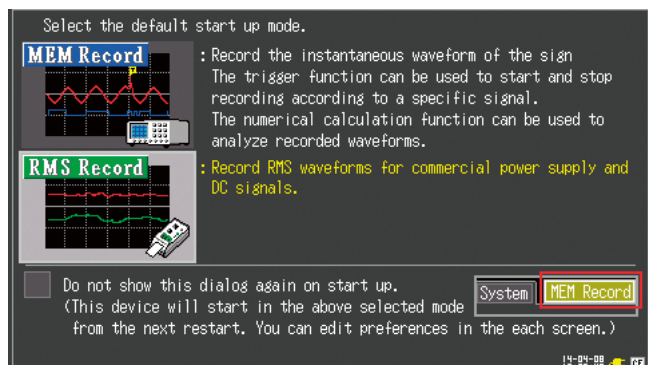 Select the default start up mode.
MEM Record
: Record the instantaneous waveform of the sign
The trigger function can be used to start and stop
recording according to a specific signal.
The numerical calculation function can be used to
analyze recorded waveforms.
RMS Record
: Record RMS waveforms for commercial power supply and
DC signals.
Do not show this dialog again on start up.
(This device will start in the above selected mode
from the next restart. You can edit preferences in the each screen.)
System
MEM Record
CF